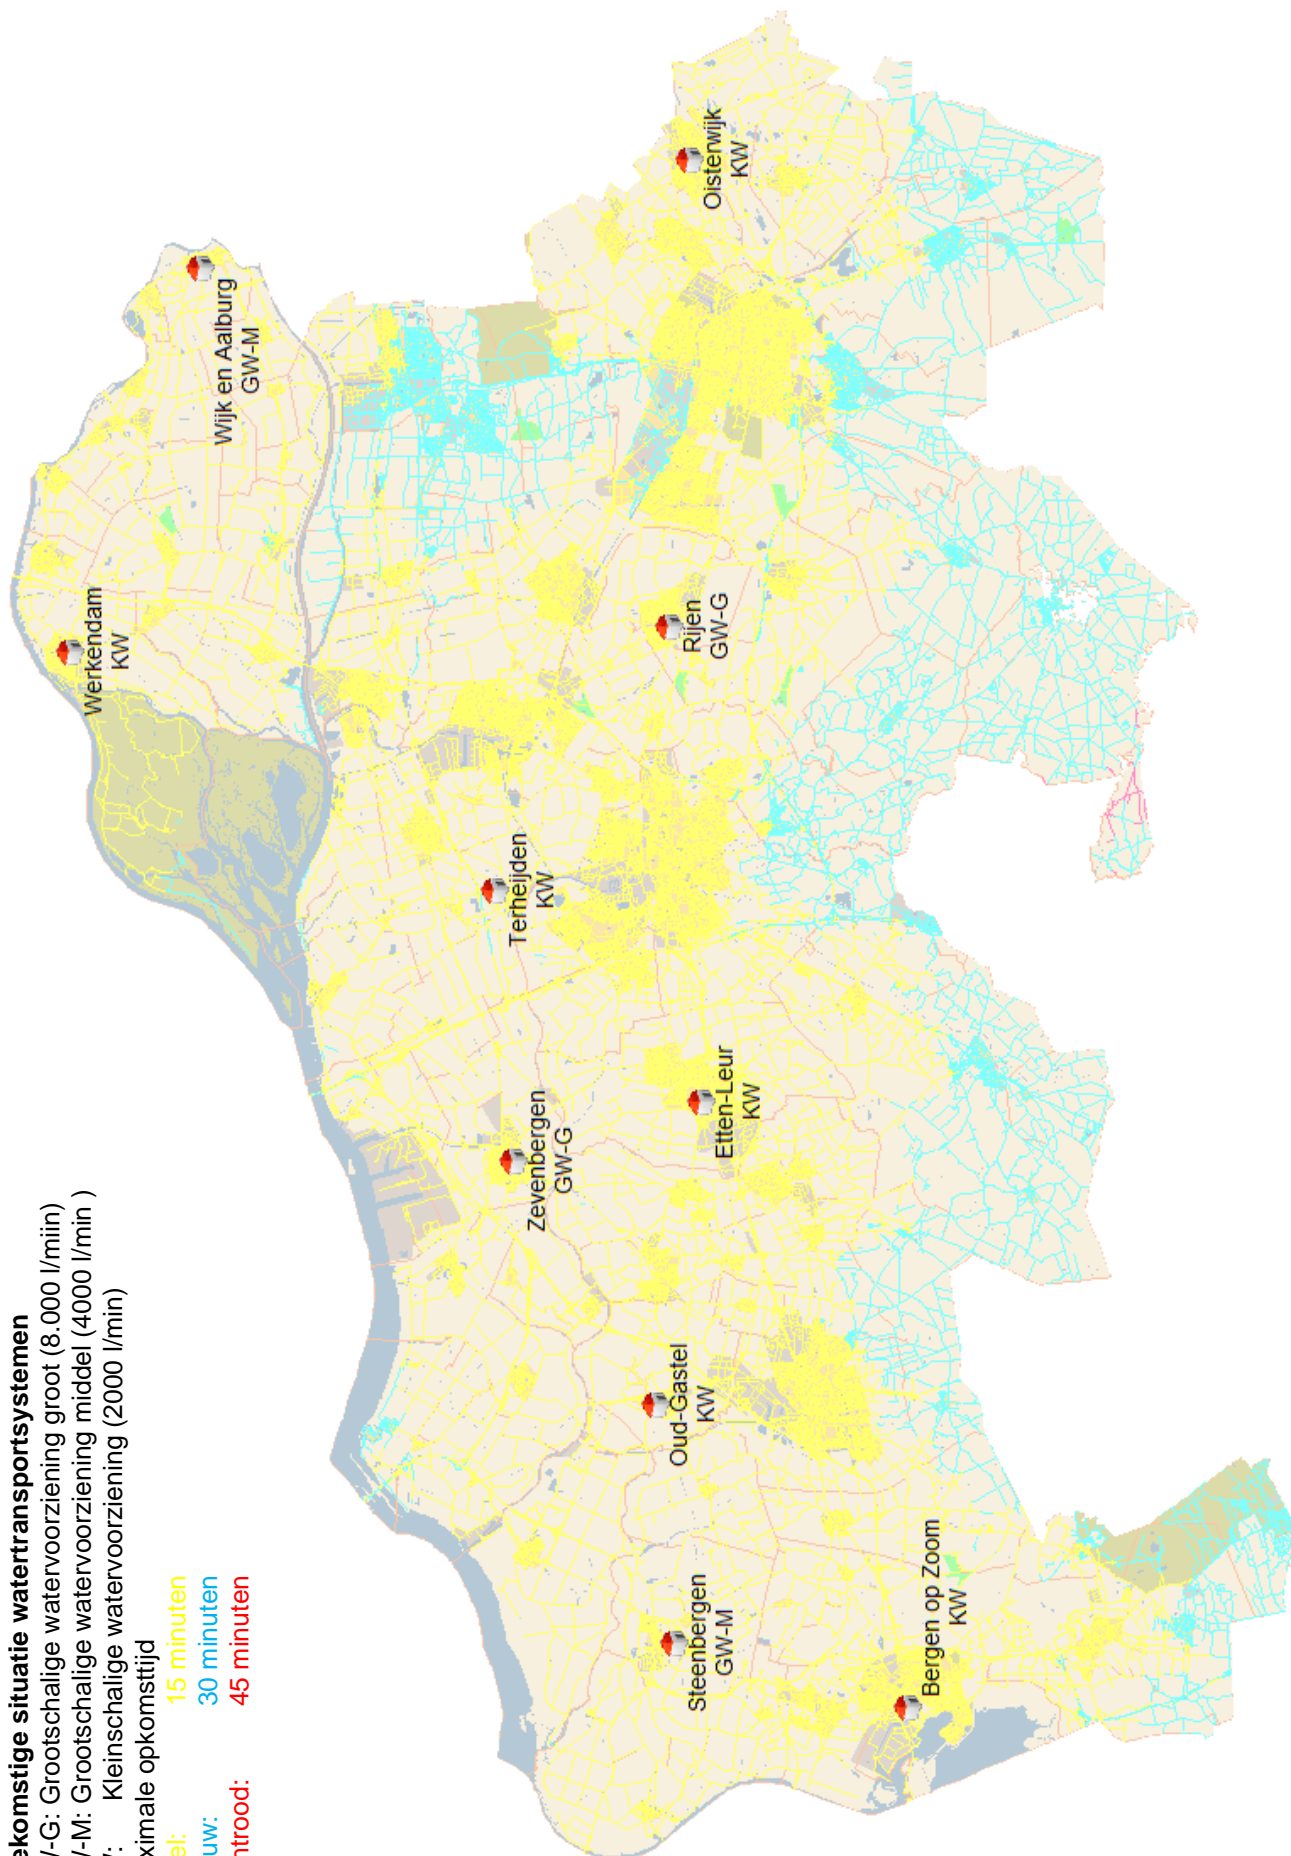 ekomstige situatie watertransportsystemen
/-G: Grootschalige watervoorziening groot (8.000 l/miin)
/-M: Grootschalige watervoorziening middel (4000 l/min )
: Kleinschalige watervoorziening (2000 l/min)
ximale opkomsttijd
el: 15 minuten
uw: 30 minuten
ntrood: 45 minuten
Werkendam
KW
Wijk en Aalburg
GW-M
Oisterwijk
KW
Rijen
GW-G
Terheijden
KW
Zevenbergen
GW-G
Etten-Leur
KW
Oud-Gastel
KW
Steenbergen
GW-M
Bergen op Zoom
KW